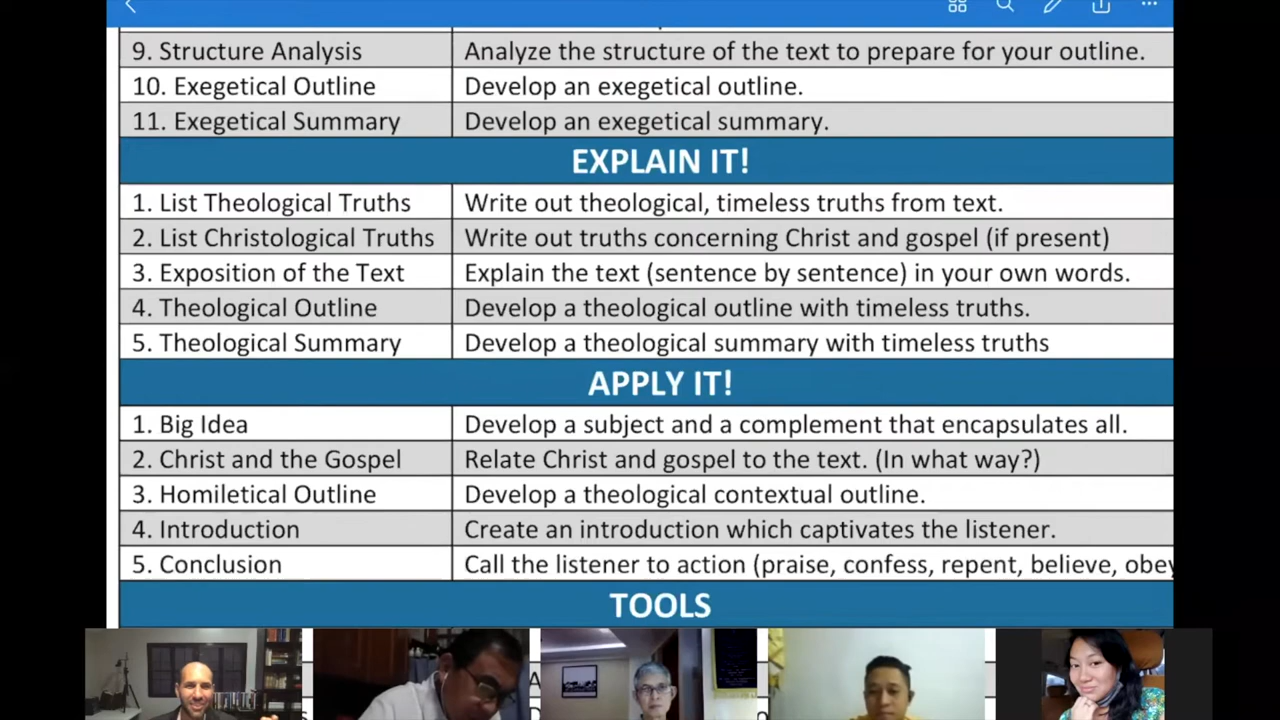 9. Structure Analysis Analyze the structure of the text to prepare for your outline.
10. Exegetical Outline Develop an exegetical outline.
11. Exegetical Summary Develop an exegetical summary.
EXPLAIN IT!
1. List Theological Truths Write out theological, timeless truths from text.
2. List Christological Truths Write out truths concerning Christ and gospel (if present)
3. Exposition of the Text Explain the text (sentence by sentence) in your own words.
4. Theological Outline Develop a theological outline with timeless truths.
5. Theological Summary Develop a theological summary with timeless truths
APPLY IT!
1. Big Idea Develop a subject and a complement that encapsulates all.
2. Christ and the Gospel Relate Christ and gospel to the text. (In what way?)
3. Homiletical Outline Develop a theological contextual outline.
4. Introduction Create an introduction which captivates the listener.
5. Conclusion Call the listener to action (praise, confess, repent, believe, obey
TOOLS